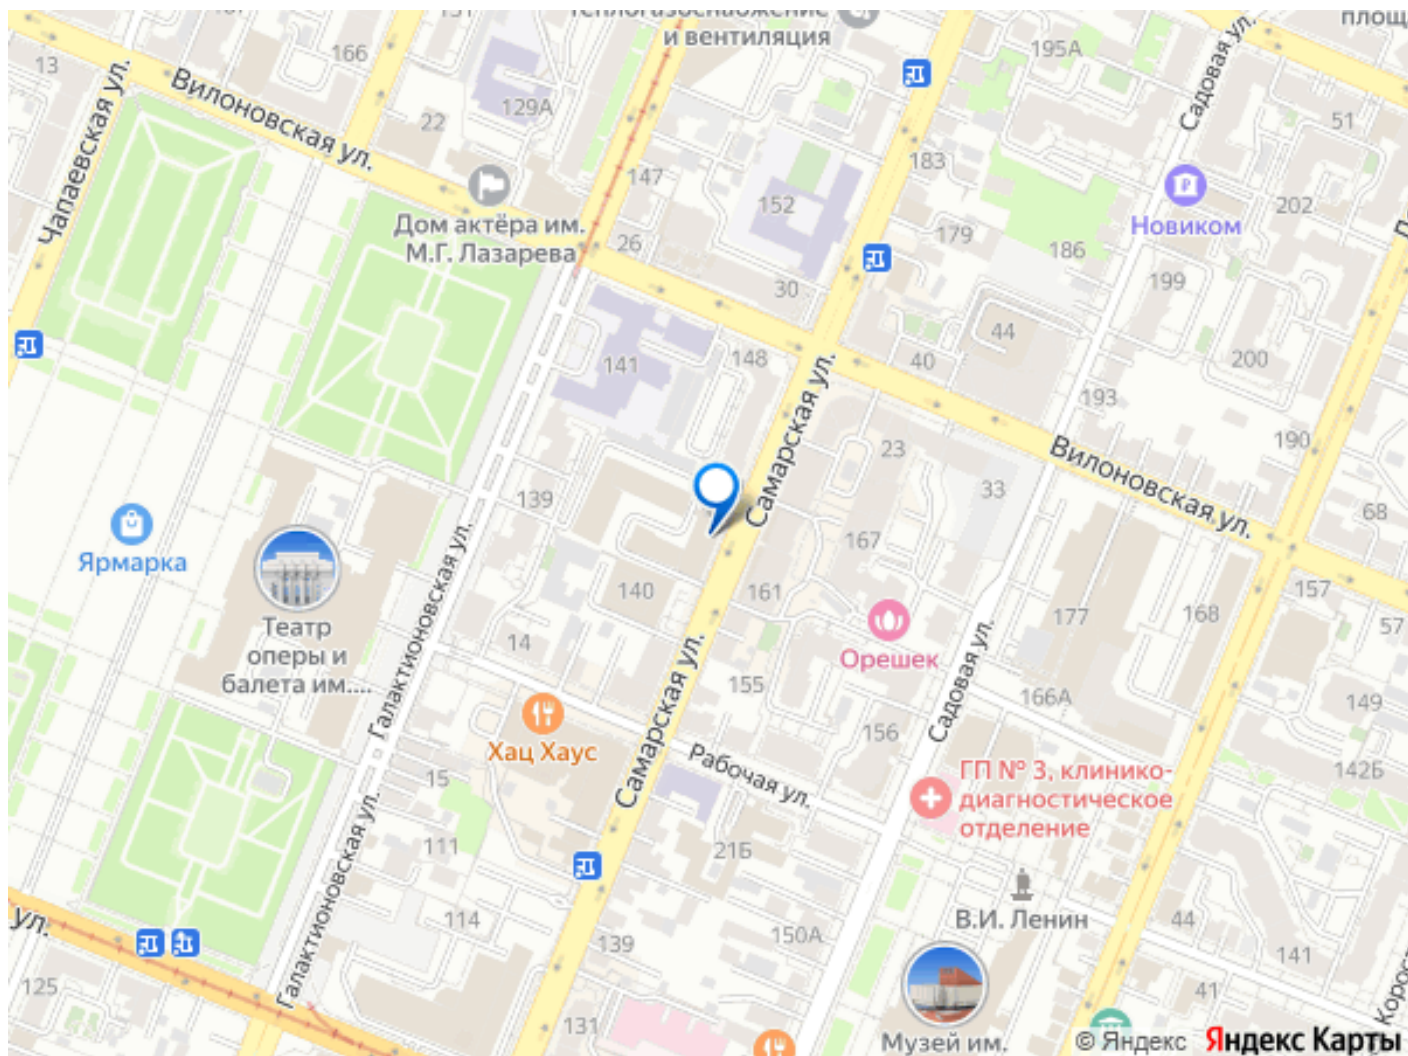 и вентиляция
195А
Садовая ул.
13
166
Вилоновская ул.
129А
22
51
Чапаевская ул.
183
147
152
Новиком
202
Дом актёра им.
М.Г. Лазарева
26
179
186
199
30
44
141
148
40
200
Самарская ул.
193
23
190
Вилоновская ул.
139
33
68
Ярмарка
167
Галактионовская ул.
140
161
157
Театр
оперы и
балета им....
14
177
168
57
Орешек
Садовая ул.
155
166А
149
Самарская ул.
156
Хац Хаус
Рабочая ул.
15
ГП № 3, клинико-
диагностическое
отделение
142Б
Галактионовская ул.
111
21Б
114
В.И. Ленин
44
ул.
139
150А
141
125
41
131
Музей им.
© Яндекс Яндекс Карты